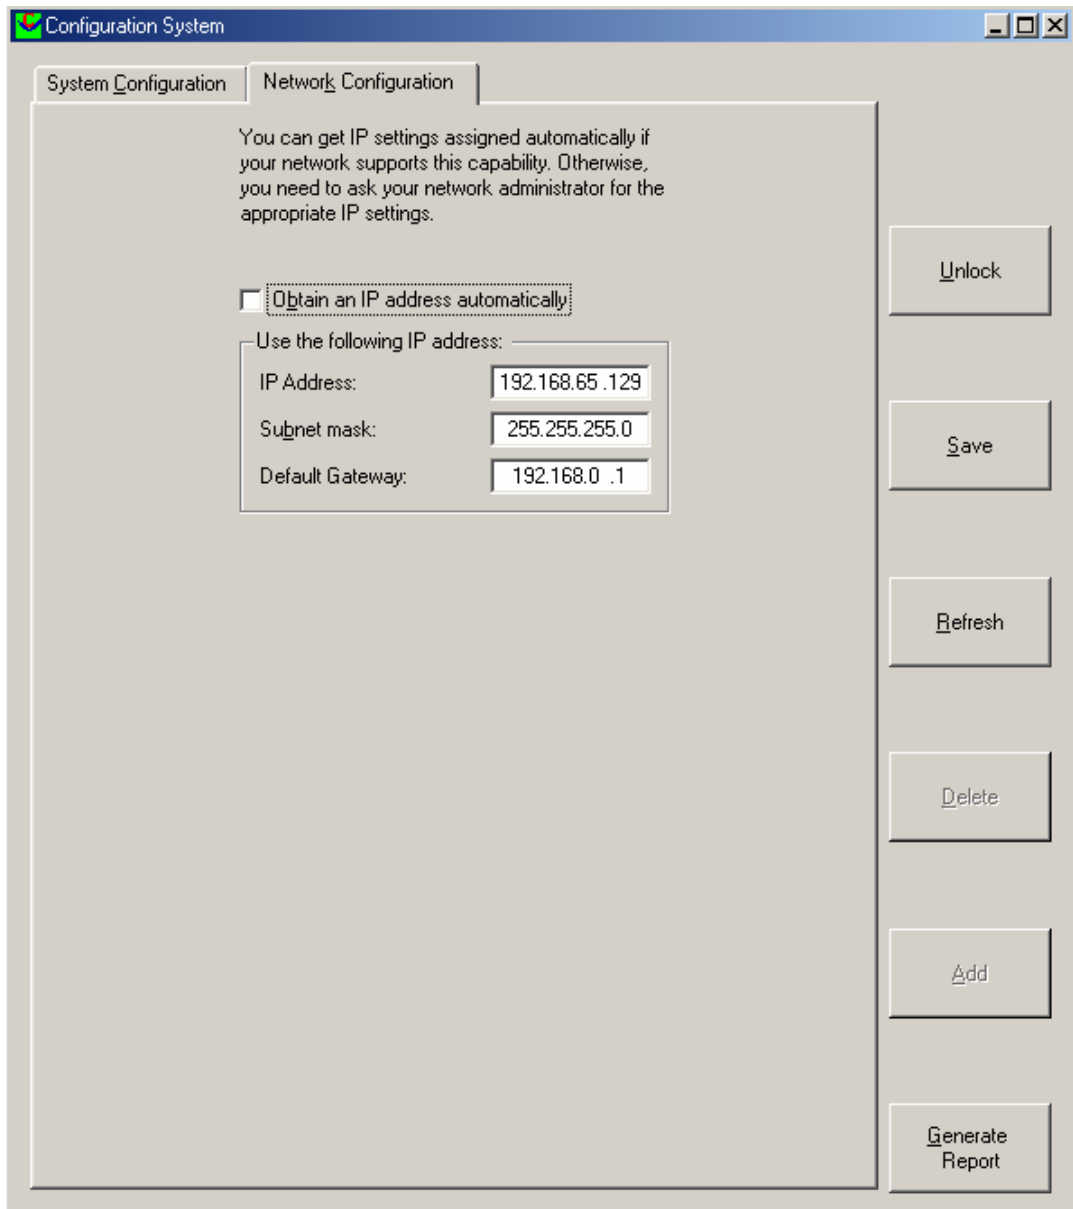 Configuration System
System Configuration
Network Configuration
You can get IP settings assigned automatically if
your network supports this capability. Otherwise,
you need to ask your network administrator for the
appropriate IP settings.
Obtain an IP address automatically
Use the following IP address:
IP Address: 192.168.65 .129
Subnet mask: 255.255.255.0
Default Gateway: 192.168.0 .1
Unlock
Save
Refresh
Delete
Add
Generate
Report